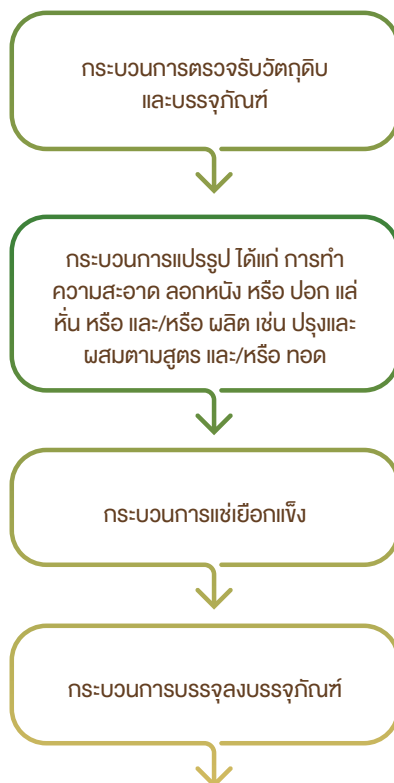 กระบวนการตรวจรับวัตถุดิบ
และบรรจุภัณฑ์
กระบวนการแปรรูป ได้แก่ การทำ
ความสะอาด ลอกหนัง หรือ ปอก แล่
หั่น หรือ และ/หรือ ผลิต เช่น ปรุงและ
ผสมตามสูตร และ/หรือ ทอด
กระบวนการแช่เยือกแข็ง
กระบวนการบรรจุลงบรรจุภัณฑ์